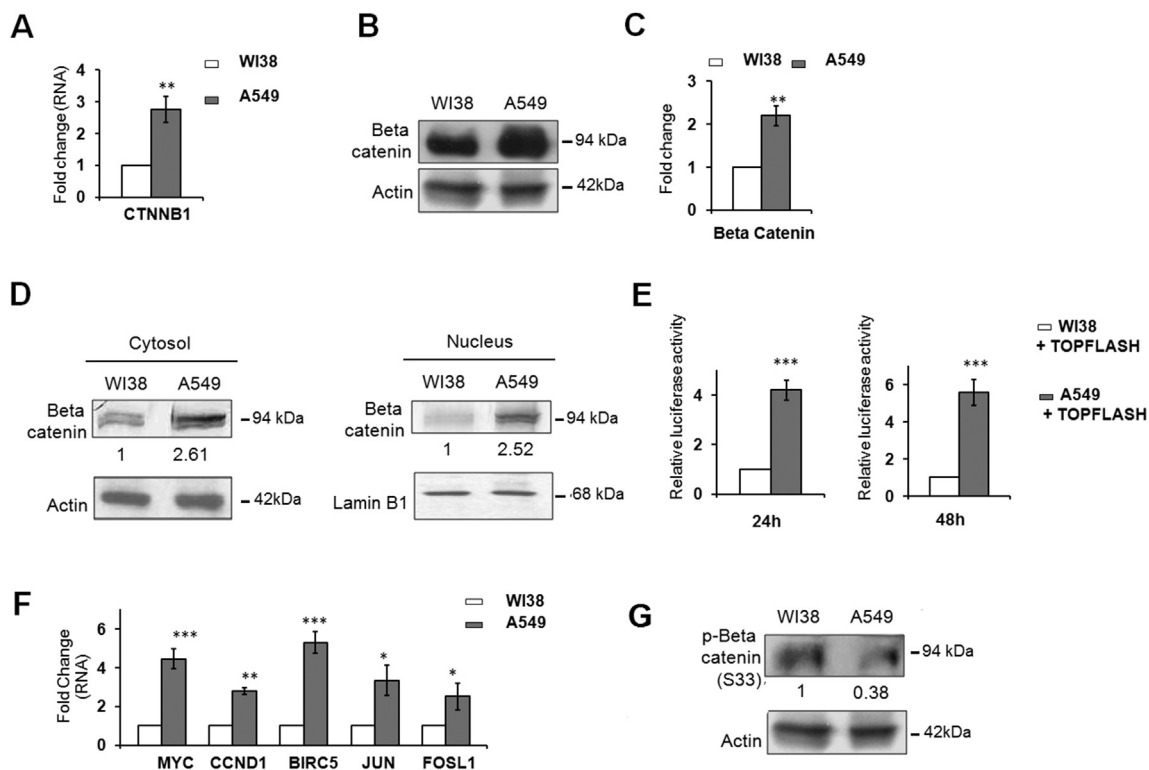 A
WI38
A549
Fold change (RNA)
4
3
2
1
0
**
CTNNB1
B
WI38 A549
Beta
catenin
94 kDa
Actin
42kDa
C
WI38 A549
Fold change
3
2
1
0
**
Beta Catenin
D
Cytosol
WI38 A549
Beta
catenin
94 kDa
1 2.61
Actin
42kDa
Nucleus
WI38 A549
Beta
catenin
94 kDa
1 2.52
Lamin B1
68 kDa
E
Relative luciferase activity
4
2
0
***
24h
Relative luciferase activity
6
4
2
0
***
48h
WI38
+ TOPFLASH
A549
+ TOPFLASH
F
WI38
A549
Fold Change
(RNA)
6
4
2
0
*** ** *** * *
MYC CCND1 BIRC5 JUN FOSL1
G
WI38 A549
p-Beta
catenin
(S33)
94 kDa
1 0.38
Actin
42kDa